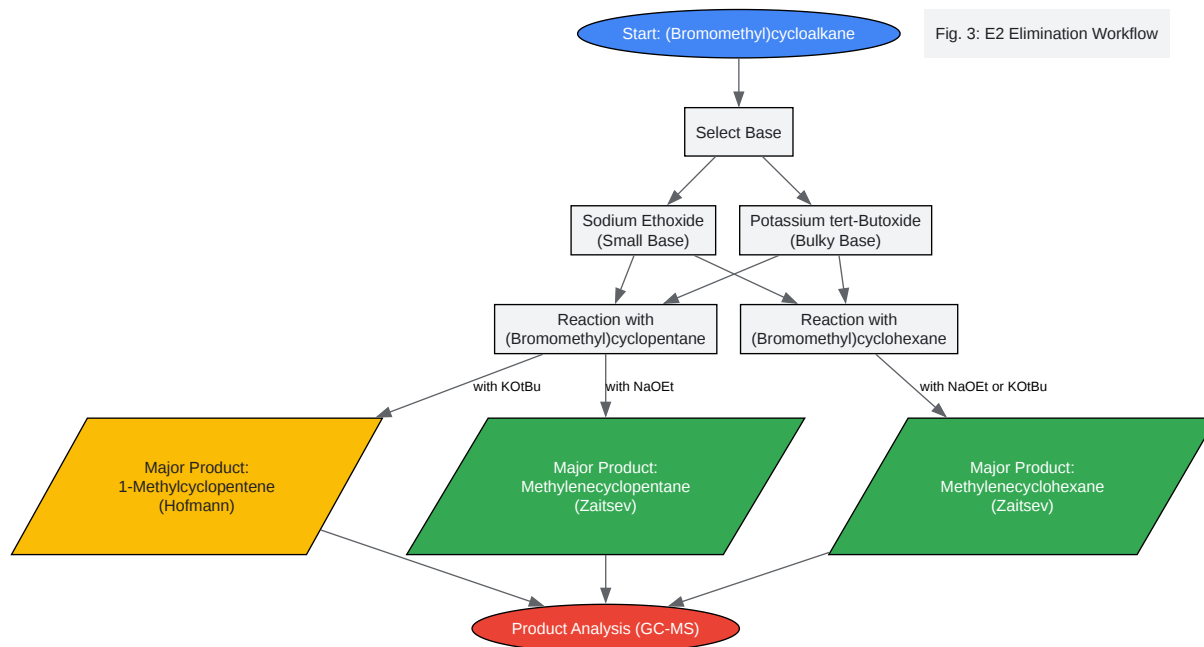 Start: (Bromomethyl)cycloalkane
Fig. 3: E2 Elimination Workflow
Select Base
Sodium Ethoxide
(Small Base)
Potassium tert-Butoxide
(Bulky Base)
Reaction with
(Bromomethyl)cyclopentane
Reaction with
(Bromomethyl)cyclohexane
with KOtBu
with NaOEt
with NaOEt or KOtBu
Major Product:
1-Methylcyclopentene
(Hofmann)
Major Product:
Methylenecyclopentane
(Zaitsev)
Major Product:
Methylenecyclohexane
(Zaitsev)
Product Analysis (GC-MS)